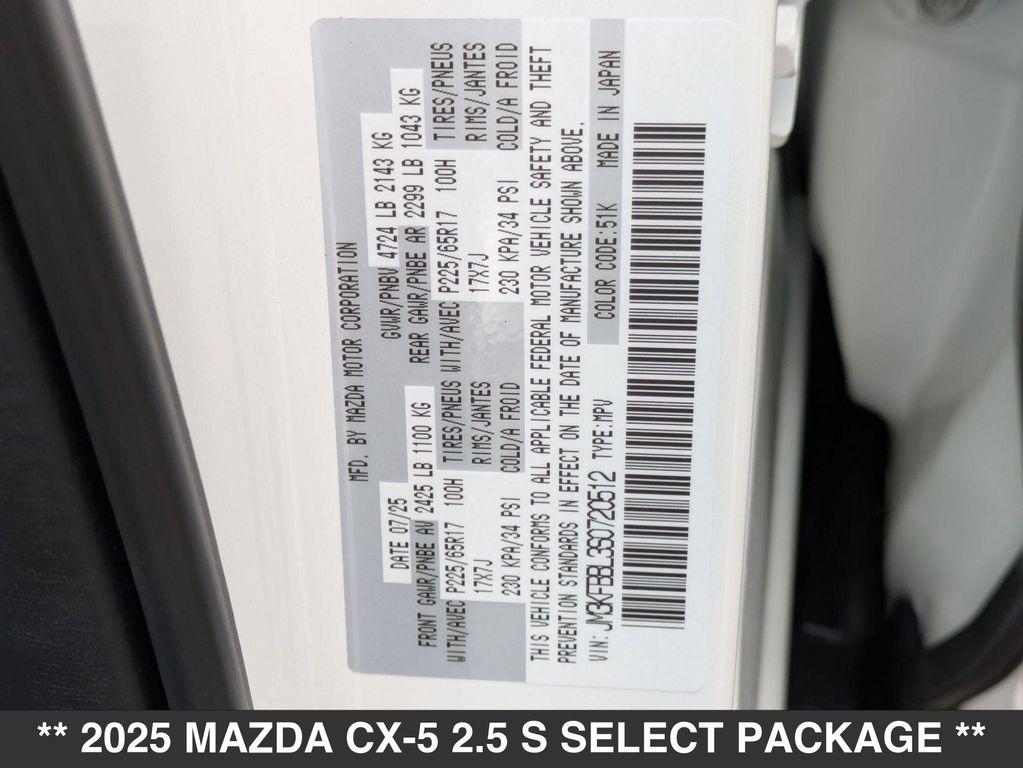 MFD. BY MAZDA MOTOR CORPORATION
DATE 07/25 GVWR/PNBV 4724 LB 2143 KG
FRONT GAWR/PNBE AV 2425 LB 1100 KG REAR GAWR/PNBE AR 2299 LB 1043 KG
WITH/AVEC P225/65R17 100H TIRES/PNEUS WITH/AVEC P225/65R17 100H TIRES/PNEUS
17X7J RIMS/JANTES 17X7J RIMS/JANTES
230 KPA/34 PSI COLD/A FROID 230 KPA/34 PSI COLD/A FROID
THIS VEHICLE CONFORMS TO ALL APPLICABLE FEDERAL MOTOR VEHICLE SAFETY AND THEFT
PREVENTION STANDARDS IN EFFECT ON THE DATE OF MANUFACTURE SHOWN ABOVE.
VIN: JM3KFBBL3S0720512 TYPE:MPV COLOR CODE:51K MADE IN JAPAN
** 2025 MAZDA CX-5 2.5 S SELECT PACKAGE **